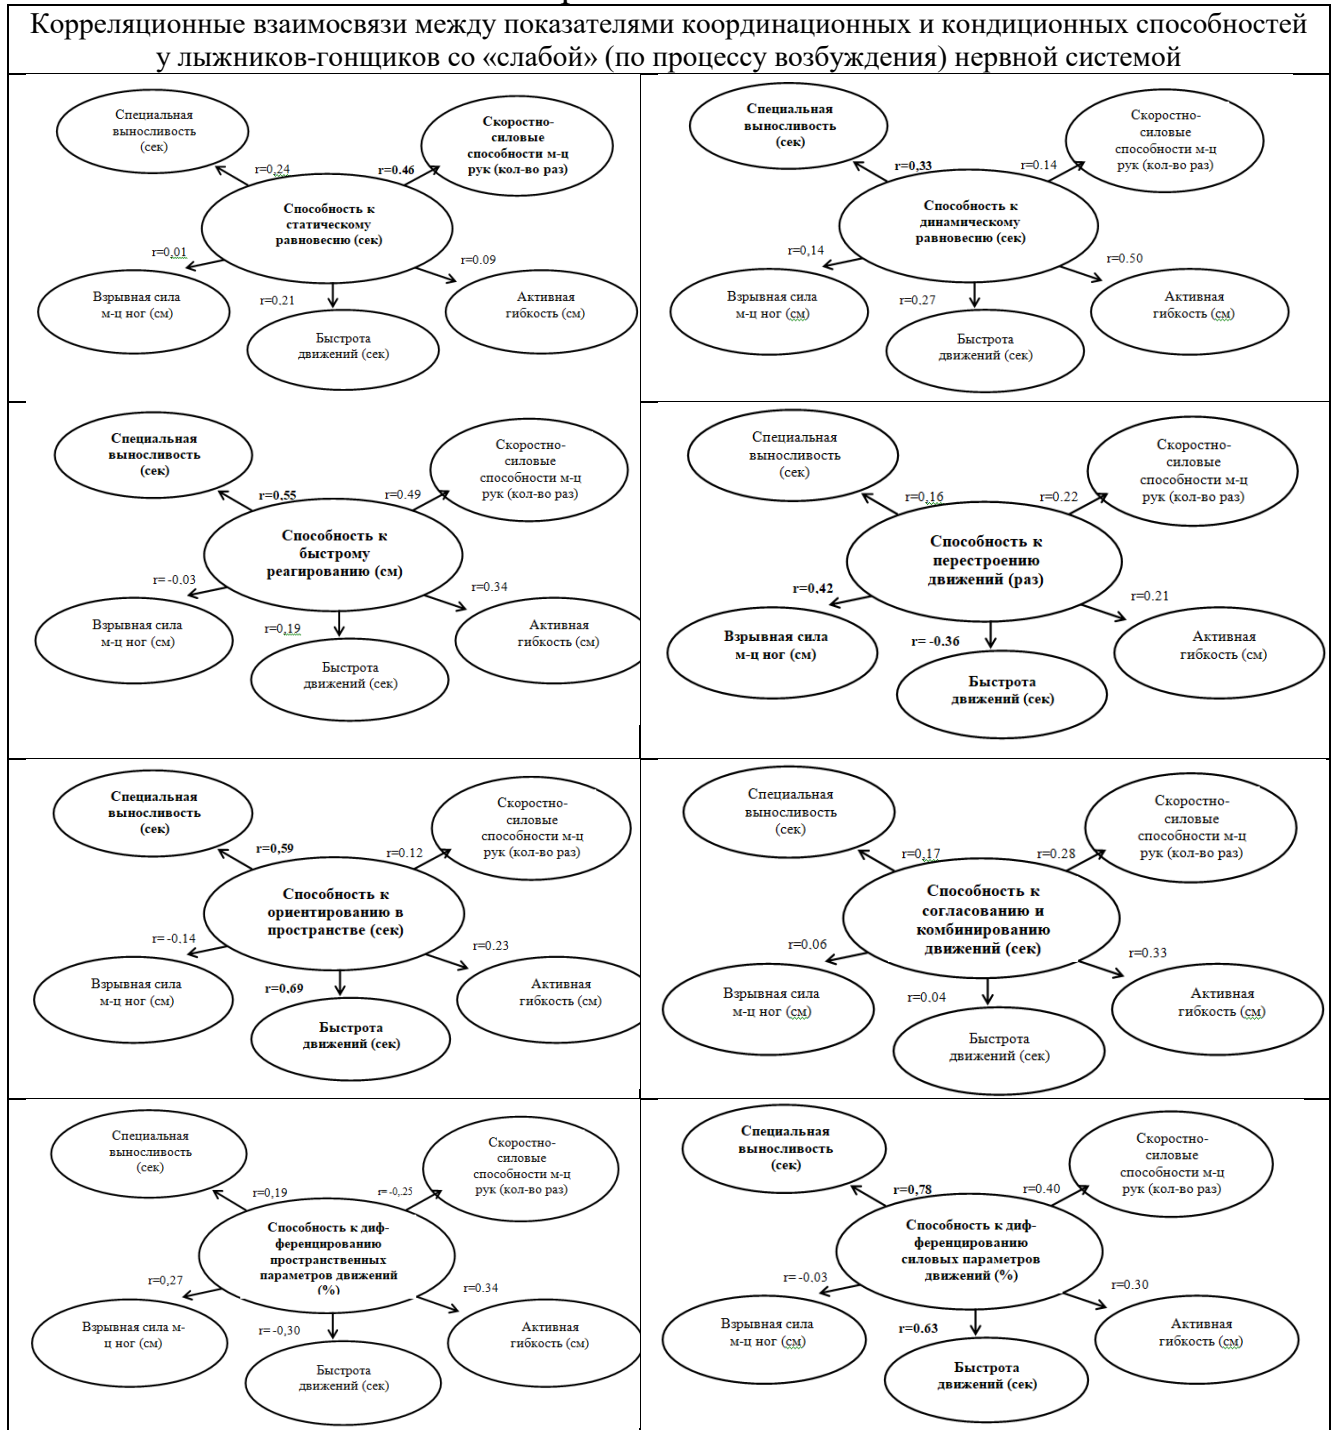 Корреляционные взаимосвязи между показателями координационных и кондиционных способностей
у лыжников-гонщиков со «слабой» (по процессу возбуждения) нервной системой
Специальная
выносливость
(сек)
Скоростно-
силовые
способности м-ц
рук (кол-во раз)
r=0,24
r=0.46
Способность к
статическому
равновесию (сек)
r=0,01
r=0.09
Взрывная сила
м-ц ног (см)
r=0.21
Активная
гибкость (см)
Быстрота
движений (сек)
Специальная
выносливость
(сек)
Скоростно-
силовые
способности м-ц
рук (кол-во раз)
r=0,33
r=0.14
Способность к
динамическому
равновесию (сек)
r=0,14
r=0.50
Взрывная сила
м-ц ног (см)
r=0.27
Активная
гибкость (см)
Быстрота
движений (сек)
Специальная
выносливость
(сек)
Скоростно-
силовые
способности м-ц
рук (кол-во раз)
r=0,55
r=0.49
Способность к
быстрому
реагированию (см)
r= -0.03
r=0.34
Взрывная сила
м-ц ног (см)
r=0,19
Активная
гибкость (см)
Быстрота
движений (сек)
Специальная
выносливость
(сек)
Скоростно-
силовые
способности м-ц
рук (кол-во раз)
r=0,16
r=0.22
Способность к
перестроению
движений (раз)
r=0,42
r=0.21
Взрывная сила
м-ц ног (см)
r= -0.36
Активная
гибкость (см)
Быстрота
движений (сек)
Специальная
выносливость
(сек)
Скоростно-
силовые
способности м-ц
рук (кол-во раз)
r=0,59
r=0.12
Способность к
ориентированию в
пространстве (сек)
r= -0.14
r=0.23
Взрывная сила
м-ц ног (см)
r=0,69
Активная
гибкость (см)
Быстрота
движений (сек)
Специальная
выносливость
(сек)
Скоростно-
силовые
способности м-ц
рук (кол-во раз)
r=0,17
r=0.28
Способность к
согласованию и
комбинированию
движений (сек)
r=0.06
r=0.33
Взрывная сила
м-ц ног (см)
r=0.04
Активная
гибкость (см)
Быстрота
движений (сек)
Специальная
выносливость
(сек)
Скоростно-
силовые
способности м-ц
рук (кол-во раз)
r=0,19
r= -0,.25
Способность к диф-
ференцированию
пространственных
параметров движений
(%)
r=0,27
r=0.34
Взрывная сила м-
ц ног (см)
r= -0,30
Активная
гибкость (см)
Быстрота
движений (сек)
Специальная
выносливость
(сек)
Скоростно-
силовые
способности м-ц
рук (кол-во раз)
r=0,78
r=0.40
Способность к диф-
ференцированию
силовых параметров
движений (%)
r= -0.03
r=0.30
Взрывная сила
м-ц ног (см)
r=0.63
Активная
гибкость (см)
Быстрота
движений (сек)